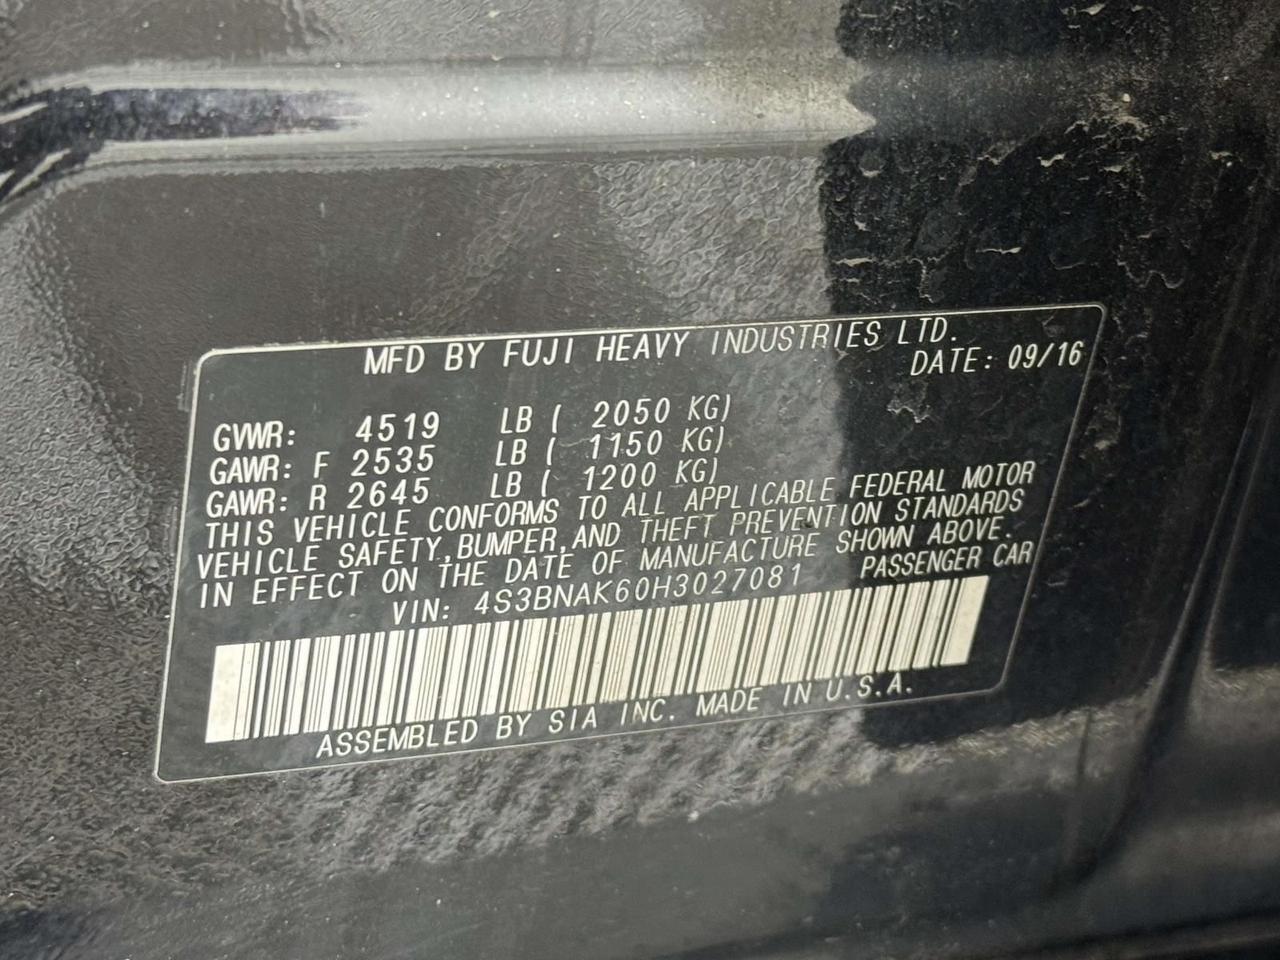 MFD BY FUJI HEAVY INDUSTRIES LTD.
DATE: 09/16
GVWR: 4519 LB ( 2050 KG)
GAWR: F 2535 LB ( 1150 KG)
GAWR: R 2645 LB ( 1200 KG)
THIS VEHICLE CONFORMS TO ALL APPLICABLE FEDERAL MOTOR
VEHICLE SAFETY, BUMPER, AND THEFT PREVENTION STANDARDS
IN EFFECT ON THE DATE OF MANUFACTURE SHOWN ABOVE.
VIN: 4S3BNAK60H3027081 PASSENGER CAR
ASSEMBLED BY SIA INC. MADE IN U.S.A.